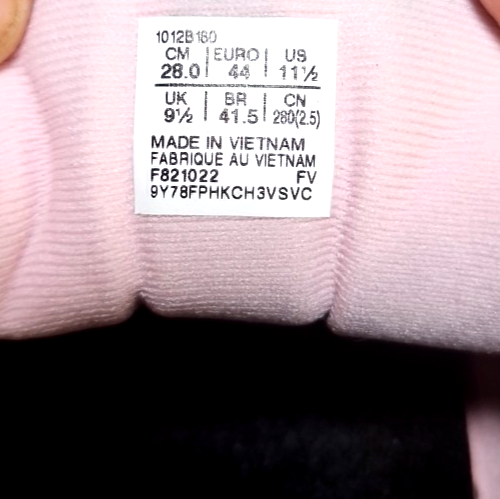 1012B160
CM EURO US
28.0 44 11½
UK BR CN
9½ 41.5 280(2.5)
MADE IN VIETNAM
FABRIQUE AU VIETNAM
F821022 FV
9Y78FPHKCH3VSVC